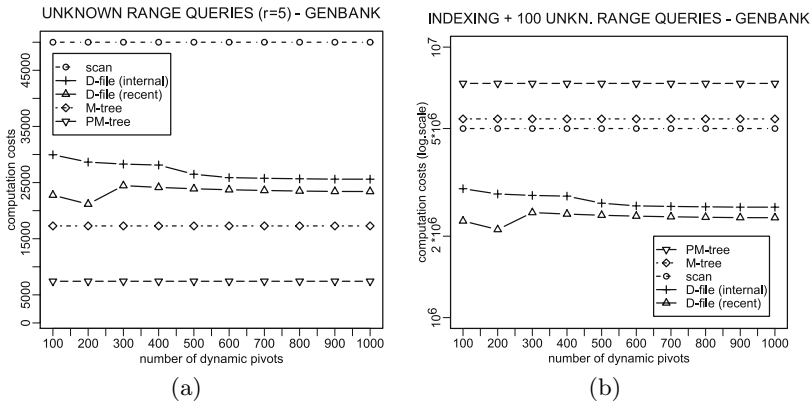 UNKNOWN RANGE QUERIES (r=5) - GENBANK
computation costs
0 5000 15000 25000 35000 45000
scan
D-file (internal)
D-file (recent)
M-tree
PM-tree
100 200 300 400 500 600 700 800 900 1000
number of dynamic pivots
(a)
INDEXING + 100 UNKN. RANGE QUERIES - GENBANK
computation costs (log.scale)
10^6 2*10^6 5*10^6 10^7
PM-tree
M-tree
scan
D-file (internal)
D-file (recent)
100 200 300 400 500 600 700 800 900 1000
number of dynamic pivots
(b)